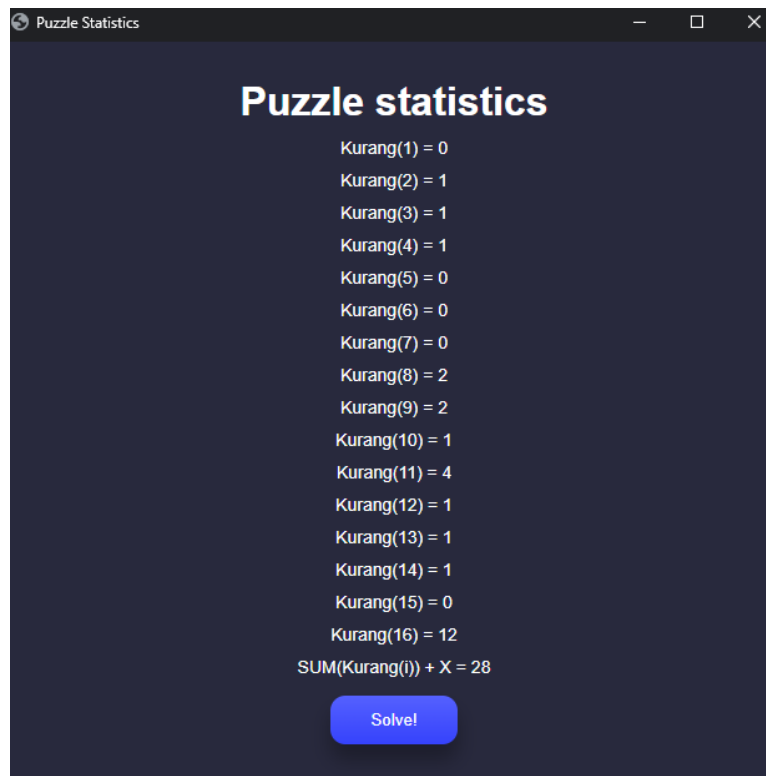 Puzzle Statistics
Puzzle statistics
Kurang(1) = 0
Kurang(2) = 1
Kurang(3) = 1
Kurang(4) = 1
Kurang(5) = 0
Kurang(6) = 0
Kurang(7) = 0
Kurang(8) = 2
Kurang(9) = 2
Kurang(10) = 1
Kurang(11) = 4
Kurang(12) = 1
Kurang(13) = 1
Kurang(14) = 1
Kurang(15) = 0
Kurang(16) = 12
SUM(Kurang(i)) + X = 28
Solve!